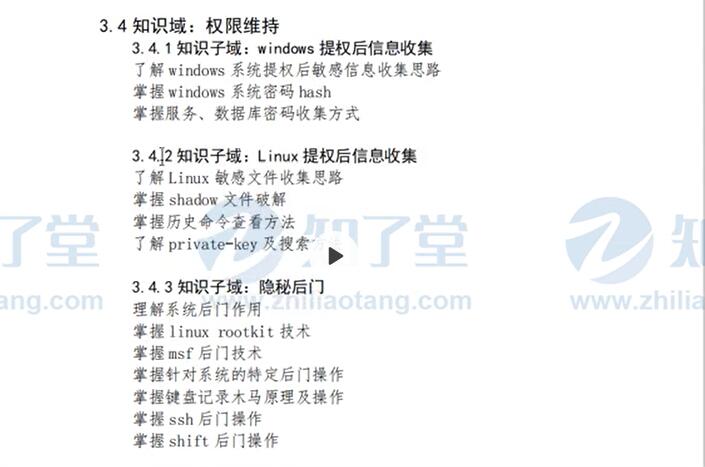 3.4 知识域：权限维持
3.4.1 知识子域：windows 提权后信息收集
了解 windows 系统提权后敏感信息收集思路
掌握 windows 系统密码 hash
掌握服务、数据库密码收集方式
3.4.2 知识子域：Linux 提权后信息收集
了解 Linux 敏感文件收集思路
掌握 shadow 文件破解
掌握历史命令查看方法
了解 private-key 及搜索方法
3.4.3 知识子域：隐秘后门
理解系统后门作用
掌握 linux rootkit 技术
掌握 msf 后门技术
掌握针对系统的特定后门操作
掌握键盘记录木马原理及操作
掌握 ssh 后门操作
掌握 shift 后门操作
知了堂
www.zhiliaotang.com
知了堂
www.zhiliaotang.com